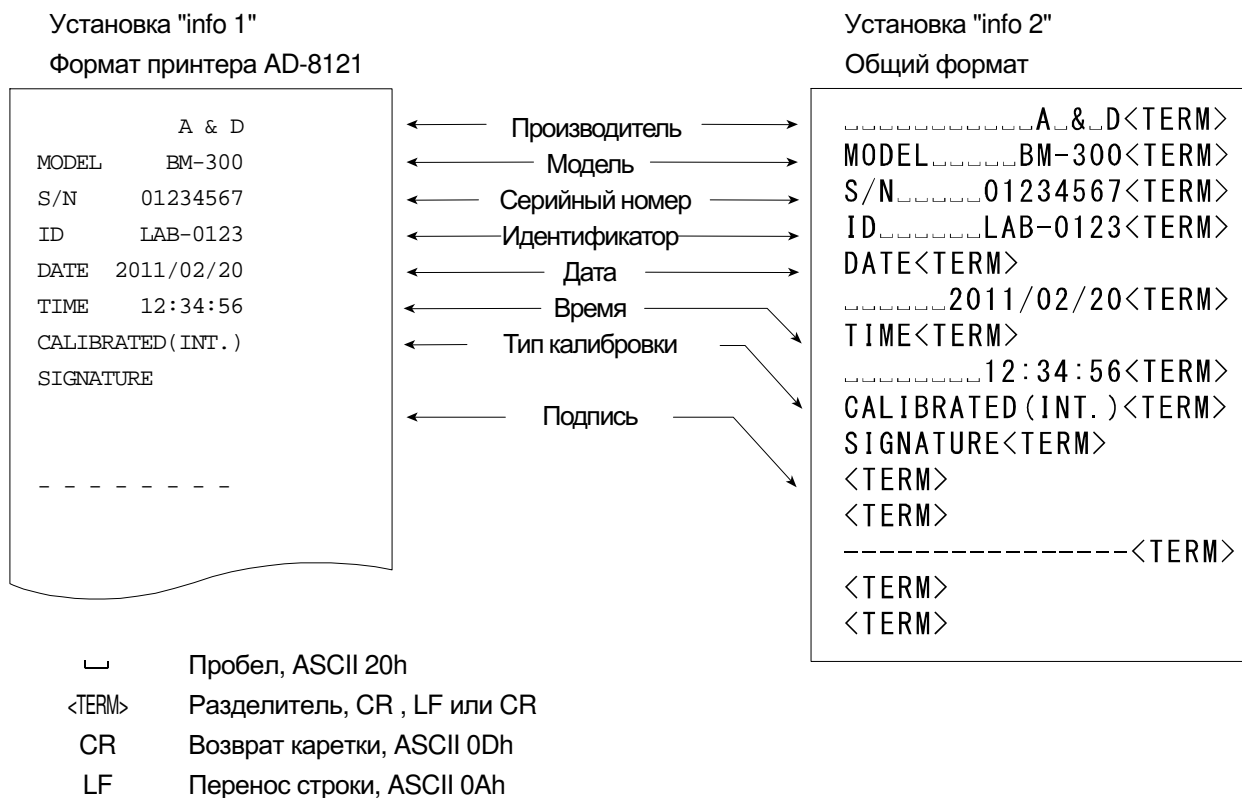 Установка "info 1"
Формат принтера AD-8121
A & D
MODEL BM-300
S/N 01234567
ID LAB-0123
DATE 2011/02/20
TIME 12:34:56
CALIBRATED(INT.)
SIGNATURE
- - - - - - - -
Производитель
Модель
Серийный номер
Идентификатор
Дата
Время
Тип калибровки
Подпись
Установка "info 2"
Общий формат
␣␣␣␣␣␣␣␣␣␣␣A␣&␣D<TERM>
MODEL␣␣␣␣␣BM-300<TERM>
S/N␣␣␣␣␣01234567<TERM>
ID␣␣␣␣␣␣LAB-0123<TERM>
DATE<TERM>
␣␣␣␣␣␣2011/02/20<TERM>
TIME<TERM>
␣␣␣␣␣␣␣␣12:34:56<TERM>
CALIBRATED(INT.)<TERM>
SIGNATURE<TERM>
<TERM>
<TERM>
----------------<TERM>
<TERM>
<TERM>
␣ Пробел, ASCII 20h
<TERM> Разделитель, CR , LF или CR
CR Возврат каретки, ASCII 0Dh
LF Перенос строки, ASCII 0Ah